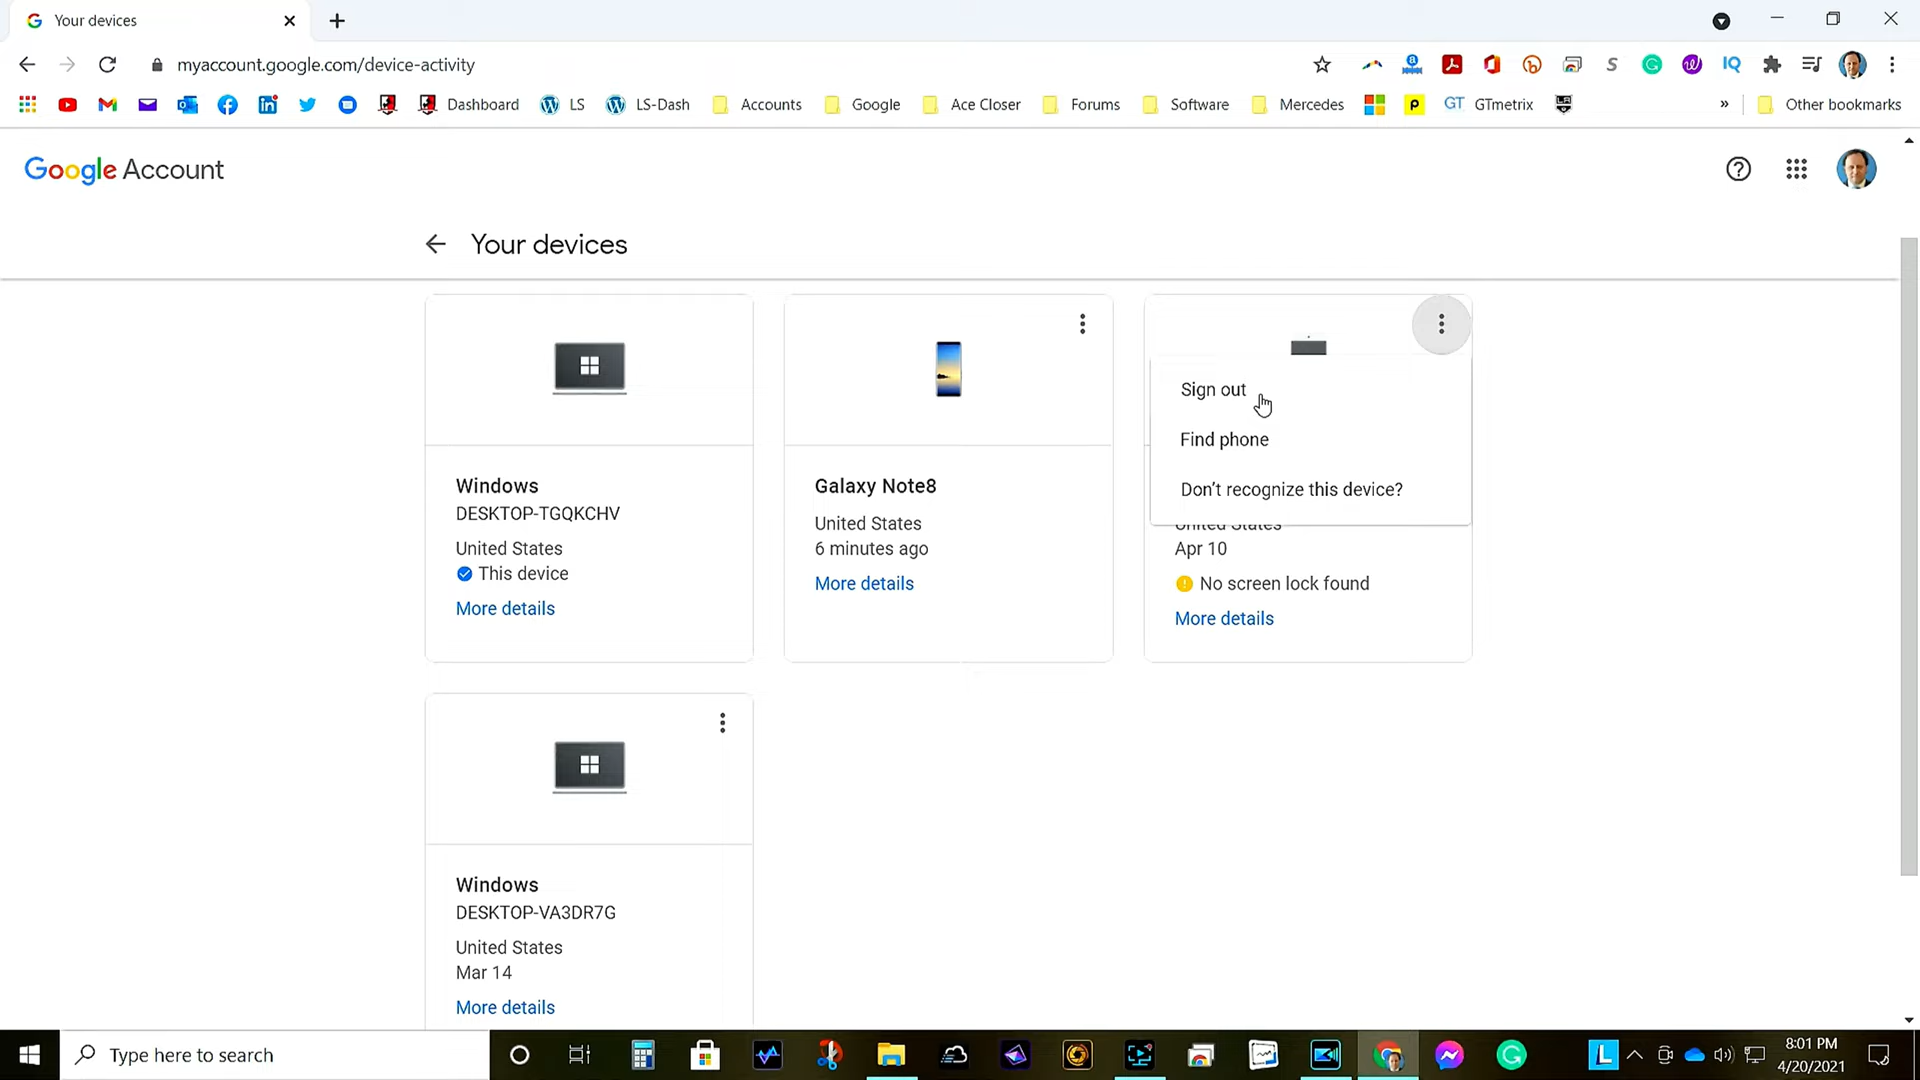 Your devices
myaccount.google.com/device-activity
Dashboard
LS
LS-Dash
Accounts
Google
Ace Closer
Forums
Software
Mercedes
GT GTmetrix
»
Other bookmarks
Google Account
Your devices
Windows
DESKTOP-TGQKCHV
United States
This device
More details
Galaxy Note8
United States
6 minutes ago
More details
Sign out
Find phone
Don't recognize this device?
United States
Apr 10
No screen lock found
More details
Windows
DESKTOP-VA3DR7G
United States
Mar 14
More details
Type here to search
8:01 PM
4/20/2021